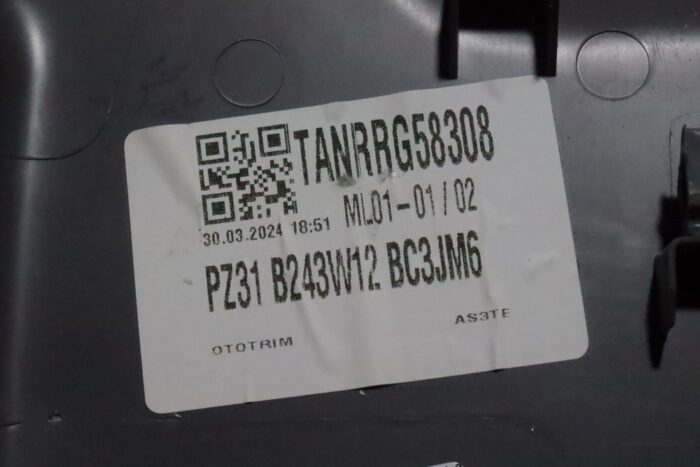 TANRRG58308
ML01-01/02
30.03.2024 18:51
PZ31 B243W12 BC3JM6
OTOTRIM
AS3TE